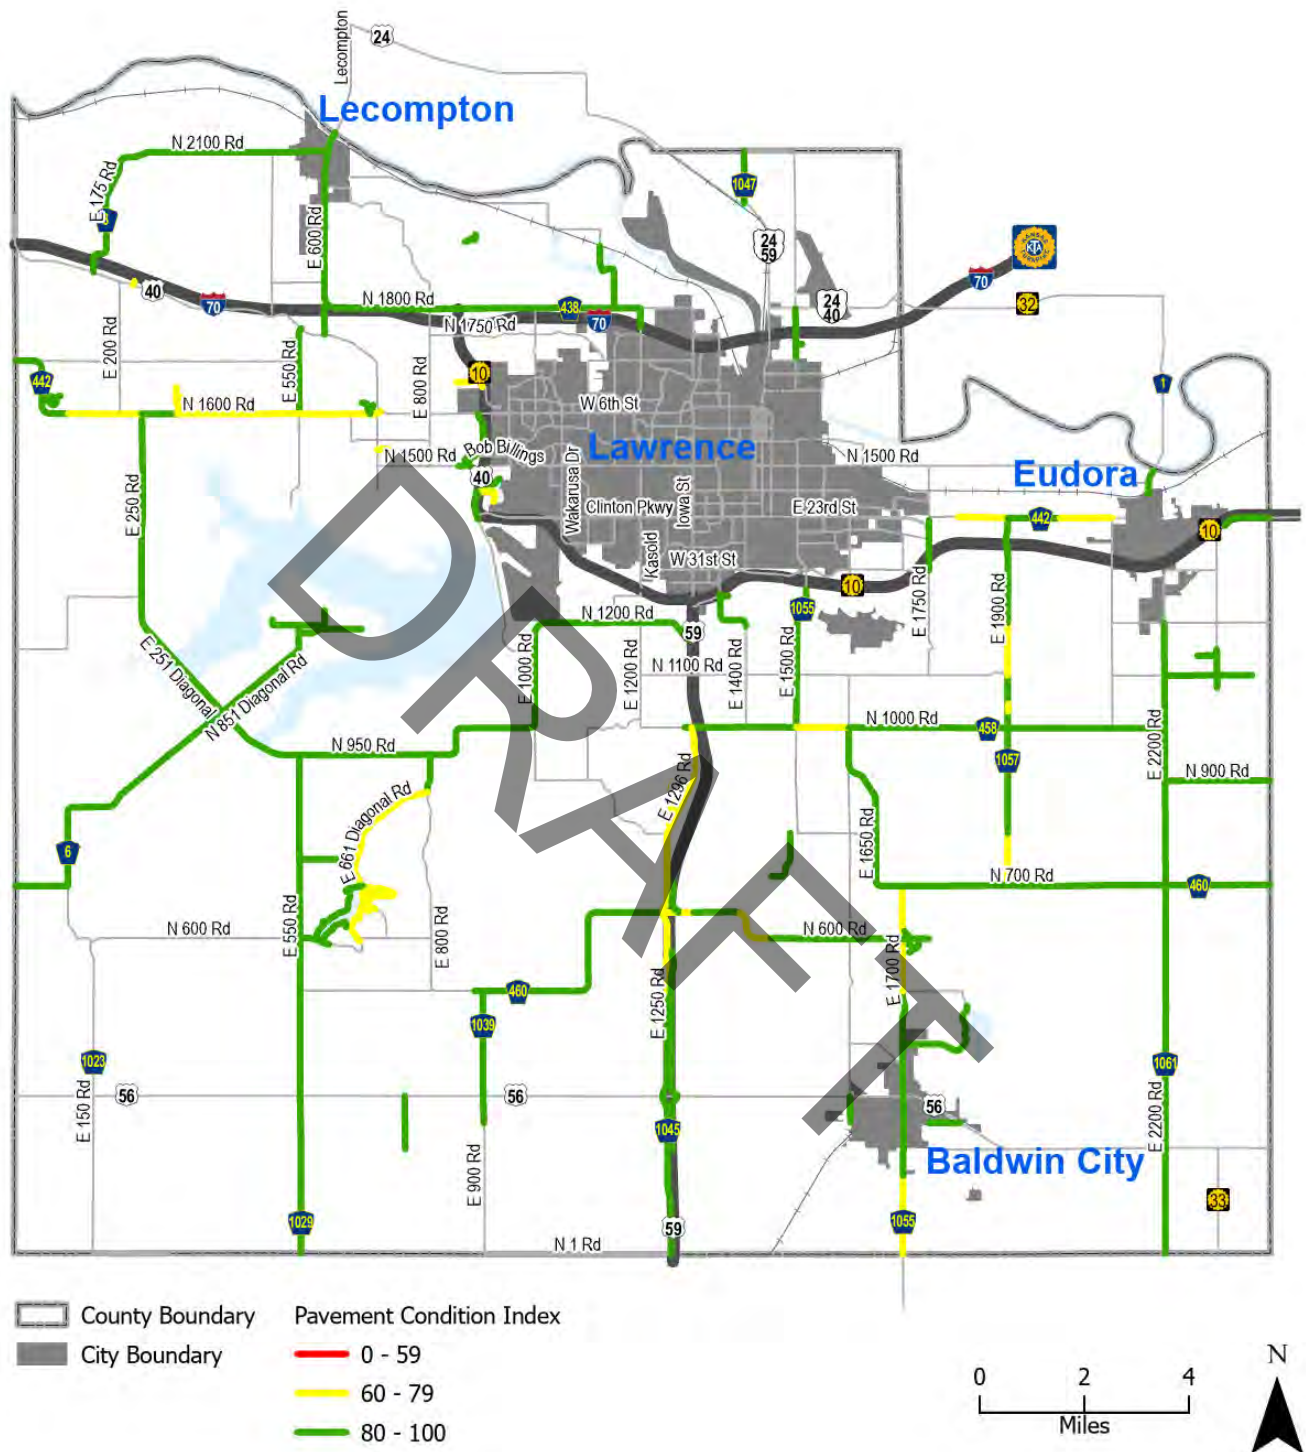 Lecompton
24
Lecompton
N 2100 Rd
E 175 Rd
1047
E 600 Rd
24
59
KANSAS
KTA
TURNPIKE
70
40
70
N 1800 Rd
438
70
24
40
32
N 1750 Rd
E 200 Rd
E 550 Rd
E 800 Rd
10
442
1
N 1600 Rd
W 6th St
Lawrence
Bob Billings
N 1500 Rd
N 1500 Rd
Eudora
40
E 250 Rd
Wakarusa Dr
Clinton Pkwy
Iowa St
E 23rd St
442
10
Kasold
W 31st St
10
E 1750 Rd
E 1900 Rd
1055
N 1200 Rd
59
E 251 Diagonal
N 851 Diagonal Rd
E 1000 Rd
E 1200 Rd
N 1100 Rd
E 1400 Rd
E 1500 Rd
N 1000 Rd
458
E 2200 Rd
N 950 Rd
1057
N 900 Rd
E 1296 Rd
E 661 Diagonal Rd
E 1650 Rd
6
N 700 Rd
460
N 600 Rd
E 550 Rd
E 800 Rd
N 600 Rd
E 1700 Rd
460
E 1250 Rd
1039
1023
1061
56
56
56
E 150 Rd
1045
E 2200 Rd
E 900 Rd
Baldwin City
33
1029
59
1055
N 1 Rd
DRAFT
County Boundary
City Boundary
Pavement Condition Index
0 - 59
60 - 79
80 - 100
0 2 4
Miles
N